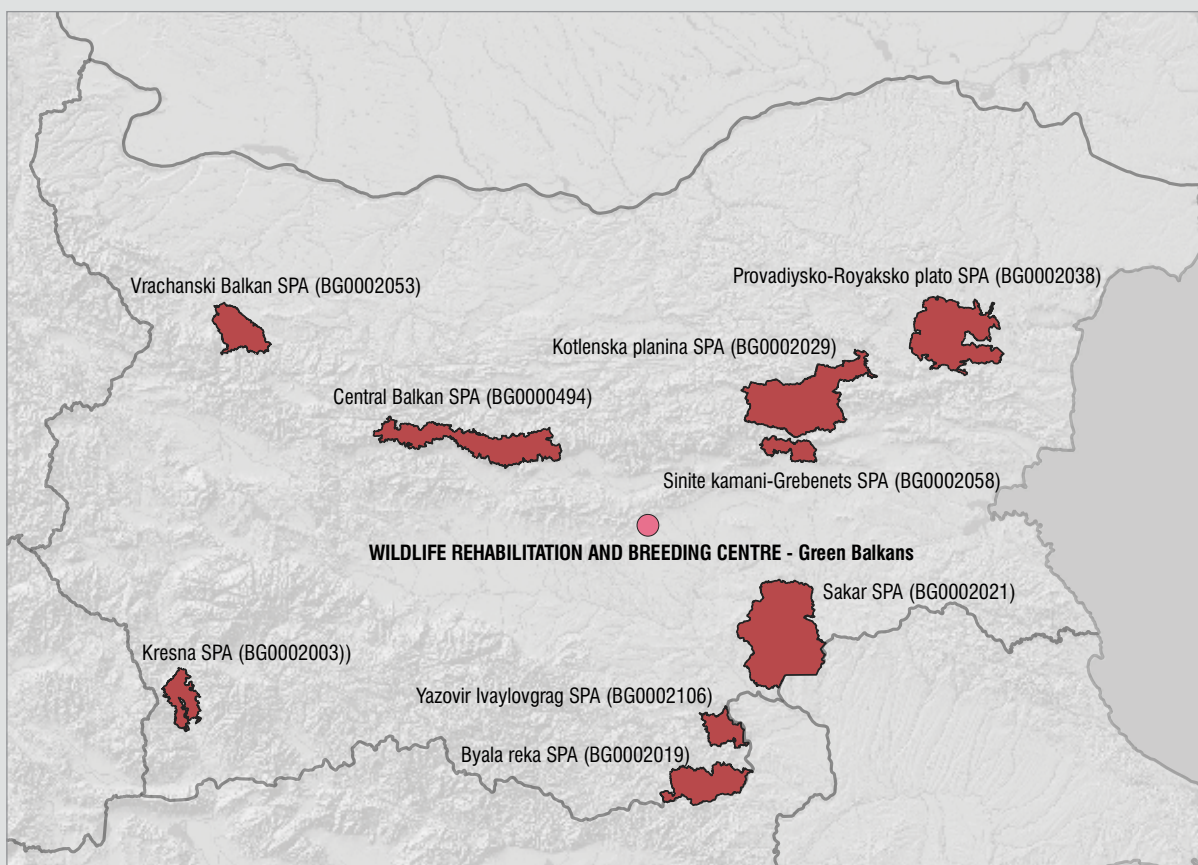 Provadiysko-Royaksko plato SPA (BG0002038)
Vrachanski Balkan SPA (BG0002053)
Kotlenska planina SPA (BG0002029)
Central Balkan SPA (BG0000494)
Sinite kamani-Grebenets SPA (BG0002058)
WILDLIFE REHABILITATION AND BREEDING CENTRE - Green Balkans
Sakar SPA (BG0002021)
Kresna SPA (BG0002003))
Yazovir Ivaylovgrag SPA (BG0002106)
Byala reka SPA (BG0002019)